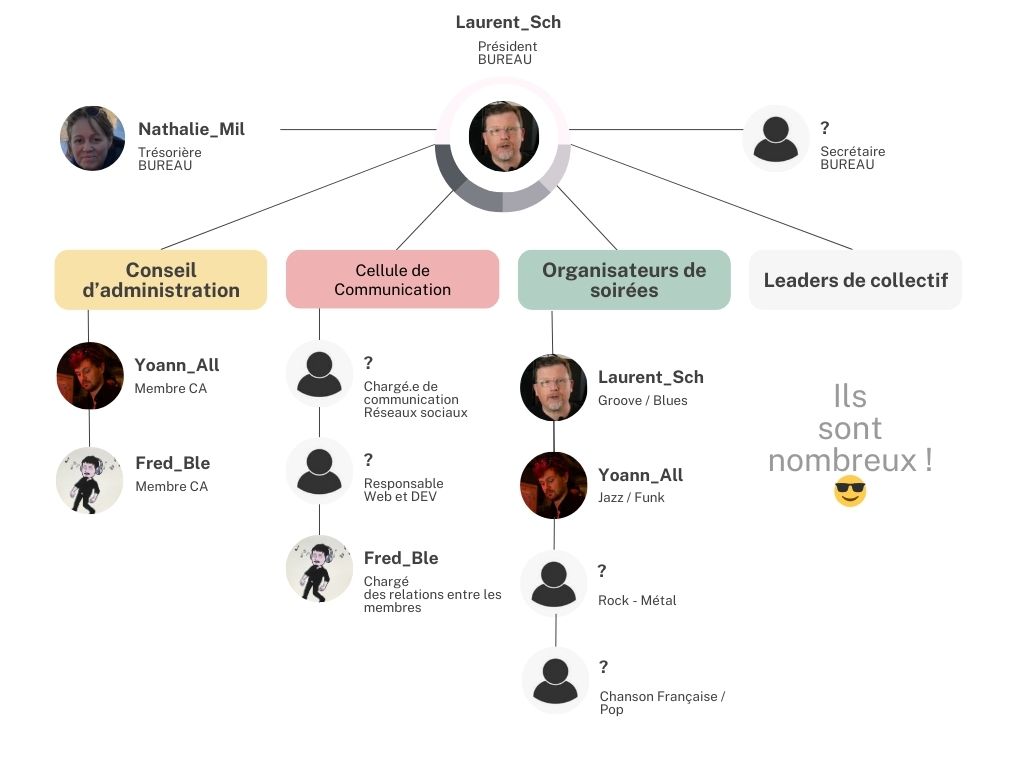 Laurent_Sch
Président
BUREAU
Nathalie_Mil
Trésorière
BUREAU
?
Secrétaire
BUREAU
Conseil
d'administration
Cellule de
Communication
Organisateurs de
soirées
Leaders de collectif
Yoann_All
Membre CA
Fred_Ble
Membre CA
?
Chargé.e de
communication
Réseaux sociaux
?
Responsable
Web et DEV
Fred_Ble
Chargé
des relations entre les
membres
Laurent_Sch
Groove / Blues
Yoann_All
Jazz / Funk
?
Rock - Métal
?
Chanson Française /
Pop
Ils
sont
nombreux !